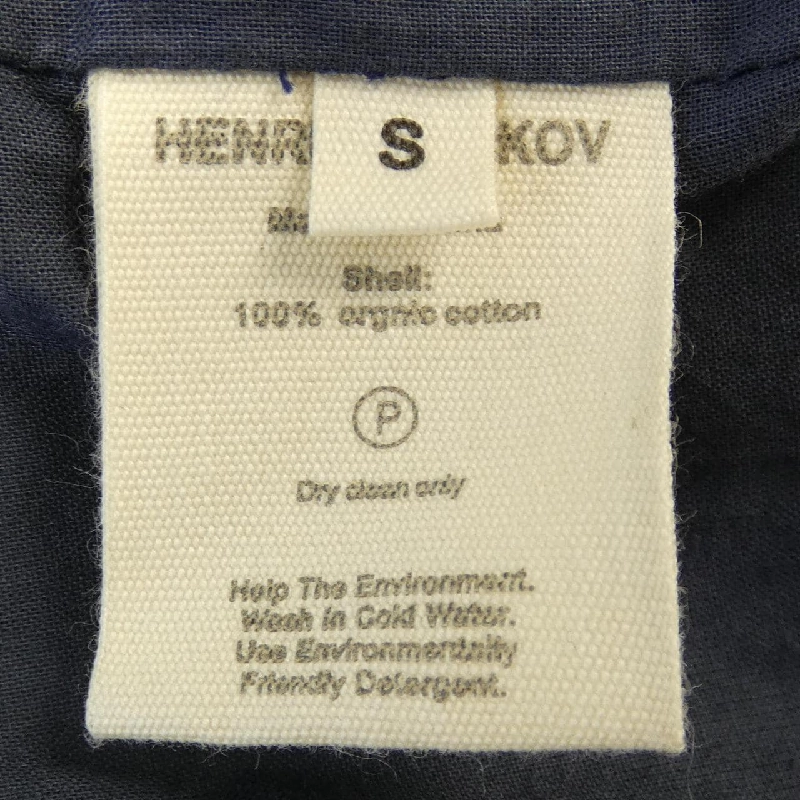 HENR S KOV
Shell:
100% orgnic cotton
P
Dry clean only
Help The Environment.
Wash in Cold Water.
Use Environmentally
Friendly Detergent.